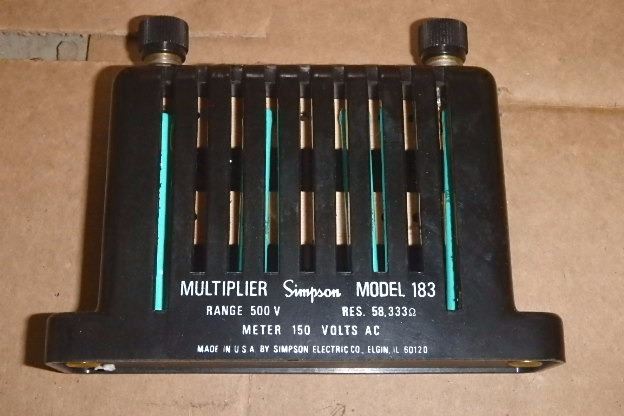 MULTIPLIER Simpson MODEL 183
RANGE 500 V RES. 58,333Ω
METER 150 VOLTS AC
MADE IN U.S.A. BY SIMPSON ELECTRIC CO., ELGIN, IL 60120